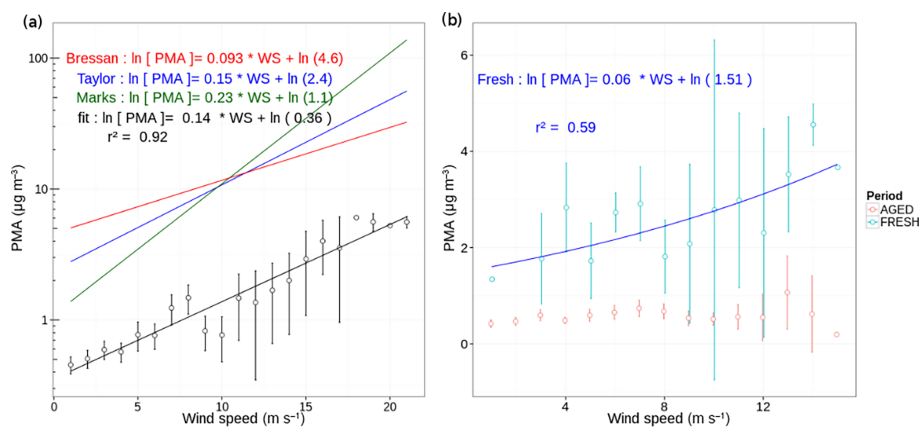 (a)
Bressan : ln [ PMA ]= 0.093 * WS + ln (4.6)
Taylor : ln [ PMA ]= 0.15 * WS + ln (2.4)
Marks : ln [ PMA ]= 0.23 * WS + ln (1.1)
fit : ln [ PMA ]= 0.14 * WS + ln ( 0.36 )
r² = 0.92
PMA (µg m⁻³)
100
10
1
0
5
10
15
20
Wind speed (m s⁻¹)
(b)
Fresh : ln [ PMA ]= 0.06 * WS + ln ( 1.51 )
r² = 0.59
PMA (µg m⁻³)
6
4
2
0
4
8
12
Wind speed (m s⁻¹)
Period
AGED
FRESH